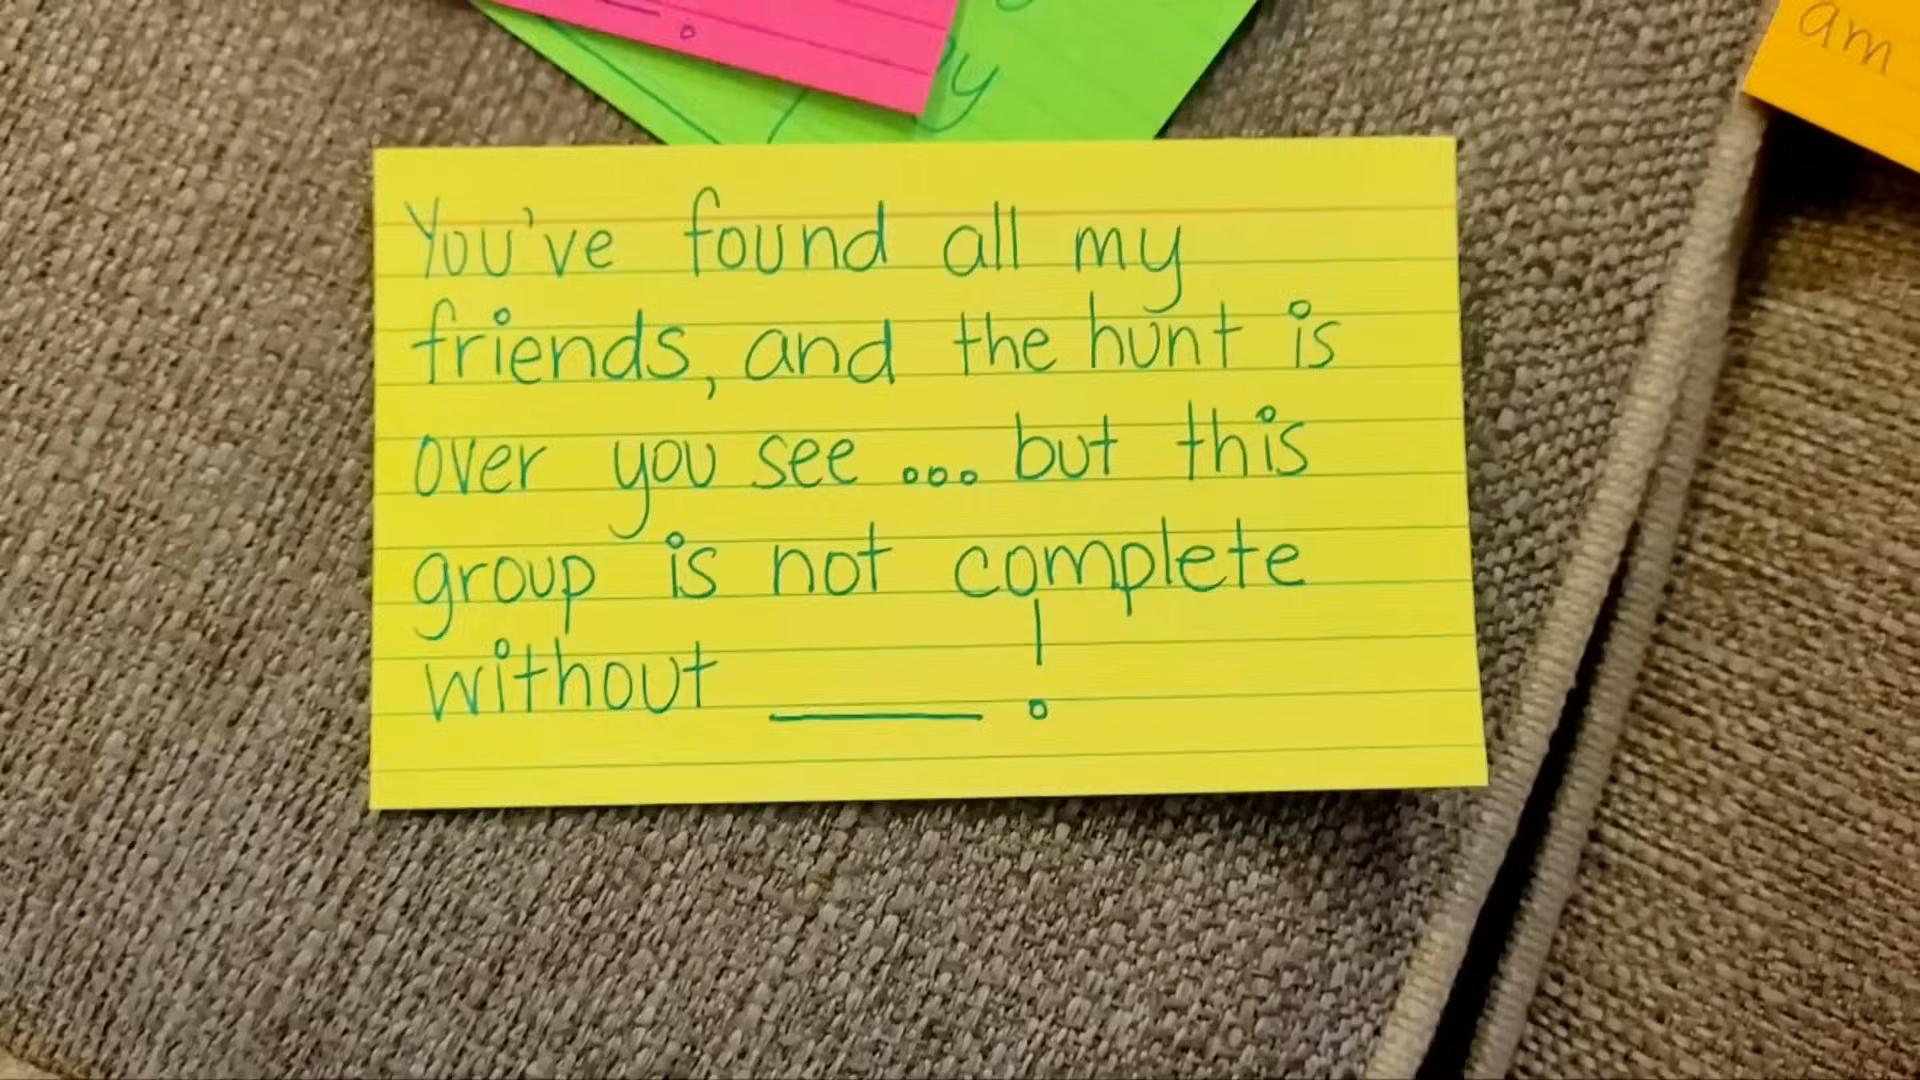 am
You've found all my
friends, and the hunt is
over you see ... but this
group is not complete
without ____!